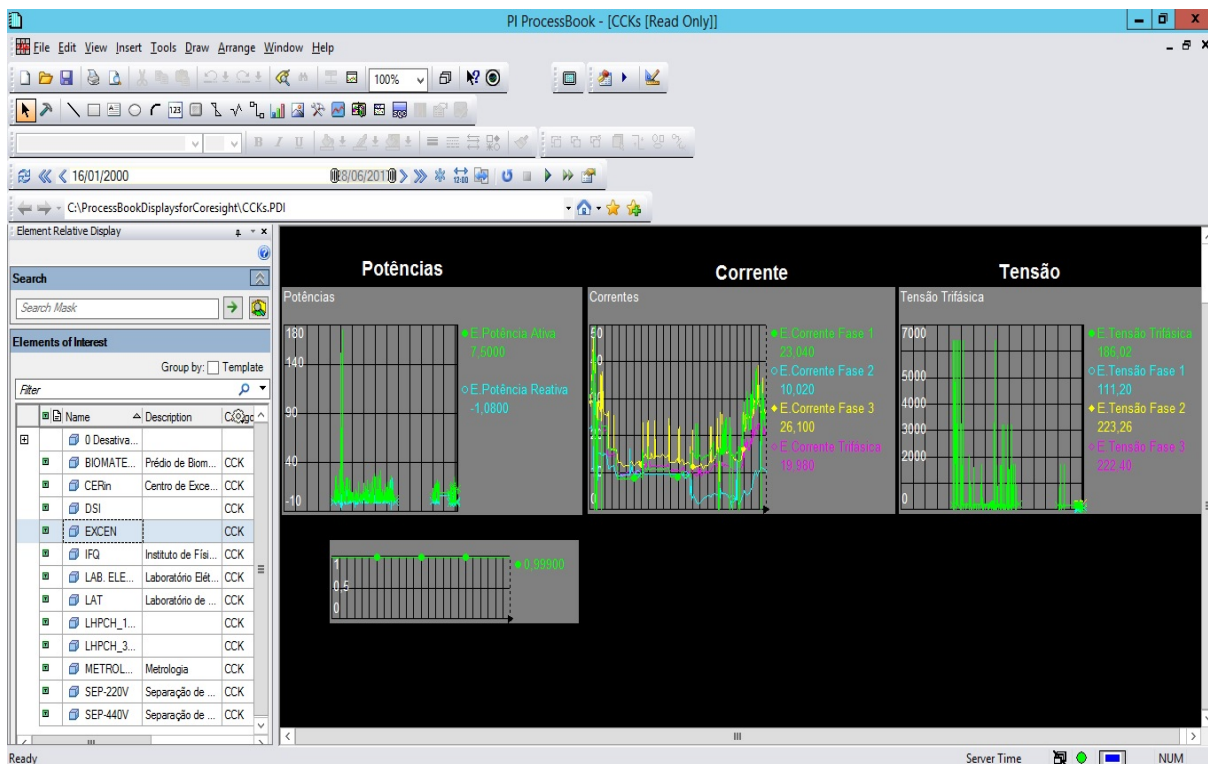 PI ProcessBook - [CCKs [Read Only]]
File Edit View Insert Tools Draw Arrange Window Help
100%
B I U
16/01/2000
C:\ProcessBookDisplaysforCoresight\CCKs.PDI
Element Relative Display
Search
Search Mask
Elements of Interest
Group by: Template
Filter
Name Description
0 Desativa...
BIOMATE... Prédio de Biom... CCK
CERin Centro de Exce... CCK
DSI CCK
EXCEN CCK
IFQ Instituto de Físi... CCK
LAB. ELE... Laboratório Elét... CCK
LAT Laboratório de ... CCK
LHPCH_1... CCK
LHPCH_3... CCK
METROL... Metrologia CCK
SEP-220V Separação de ... CCK
SEP-440V Separação de ... CCK
Potências
Corrente
Tensão
Potências
180
140
90
40
-10
E.Potência Ativa
7,5000
E.Potência Reativa
-1,0800
Correntes
50
0
E.Corrente Fase 1
23,040
E.Corrente Fase 2
10,020
E.Corrente Fase 3
26,100
E.Corrente Trifásica
19,980
Tensão Trifásica
7000
5000
4000
3000
2000
0
E.Tensão Trifásica
186,02
E.Tensão Fase 1
111,20
E.Tensão Fase 2
223,26
E.Tensão Fase 3
222,40
1
0,5
0
0,99900
Ready
Server Time
NUM